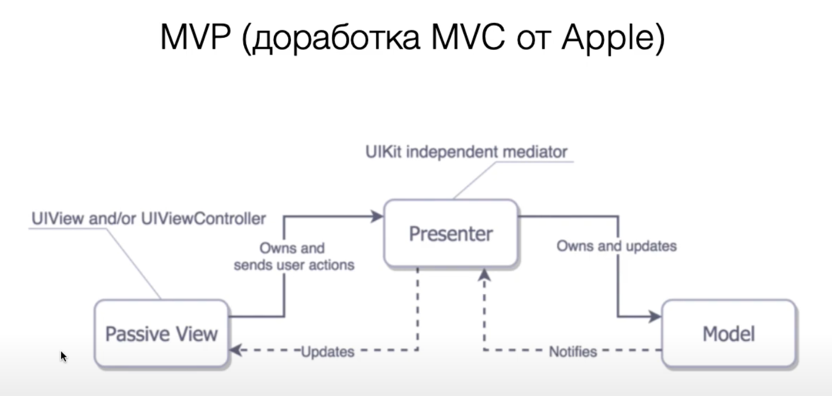 MVP (доработка MVC от Apple)
UIKit independent mediator
UIView and/or UIViewController
Presenter
Owns and
sends user actions
Owns and updates
Passive View
Model
Updates
Notifies